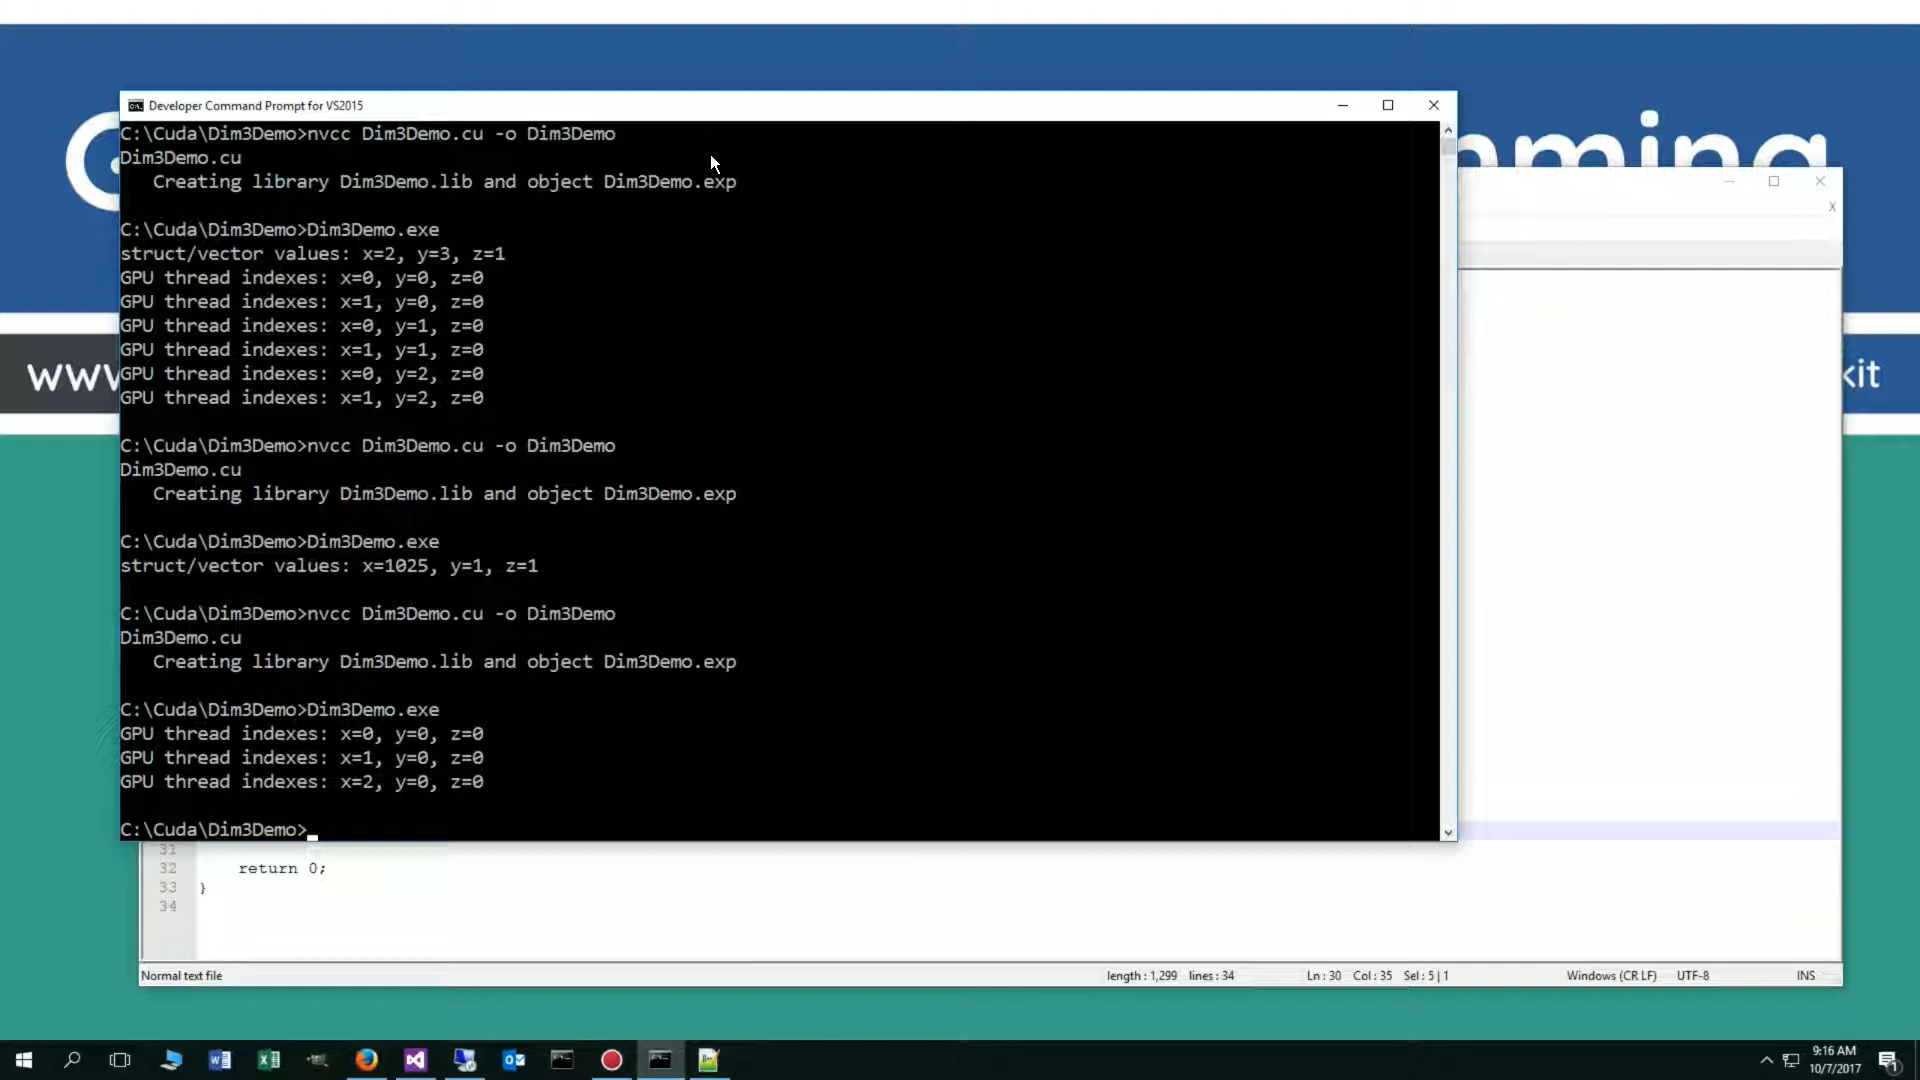 mming
Developer Command Prompt for VS2015
C:\Cuda\Dim3Demo>nvcc Dim3Demo.cu -o Dim3Demo
Dim3Demo.cu
Creating library Dim3Demo.lib and object Dim3Demo.exp
C:\Cuda\Dim3Demo>Dim3Demo.exe
struct/vector values: x=2, y=3, z=1
GPU thread indexes: x=0, y=0, z=0
GPU thread indexes: x=1, y=0, z=0
GPU thread indexes: x=0, y=1, z=0
GPU thread indexes: x=1, y=1, z=0
GPU thread indexes: x=0, y=2, z=0
GPU thread indexes: x=1, y=2, z=0
www
kit
C:\Cuda\Dim3Demo>nvcc Dim3Demo.cu -o Dim3Demo
Dim3Demo.cu
Creating library Dim3Demo.lib and object Dim3Demo.exp
C:\Cuda\Dim3Demo>Dim3Demo.exe
struct/vector values: x=1025, y=1, z=1
C:\Cuda\Dim3Demo>nvcc Dim3Demo.cu -o Dim3Demo
Dim3Demo.cu
Creating library Dim3Demo.lib and object Dim3Demo.exp
C:\Cuda\Dim3Demo>Dim3Demo.exe
GPU thread indexes: x=0, y=0, z=0
GPU thread indexes: x=1, y=0, z=0
GPU thread indexes: x=2, y=0, z=0
C:\Cuda\Dim3Demo>
31
32 return 0;
33 }
34
Normal text file length : 1,299 lines : 34 Ln : 30 Col : 35 Sel : 5 | 1 Windows (CR LF) UTF-8 INS
9:16 AM
10/7/2017
1